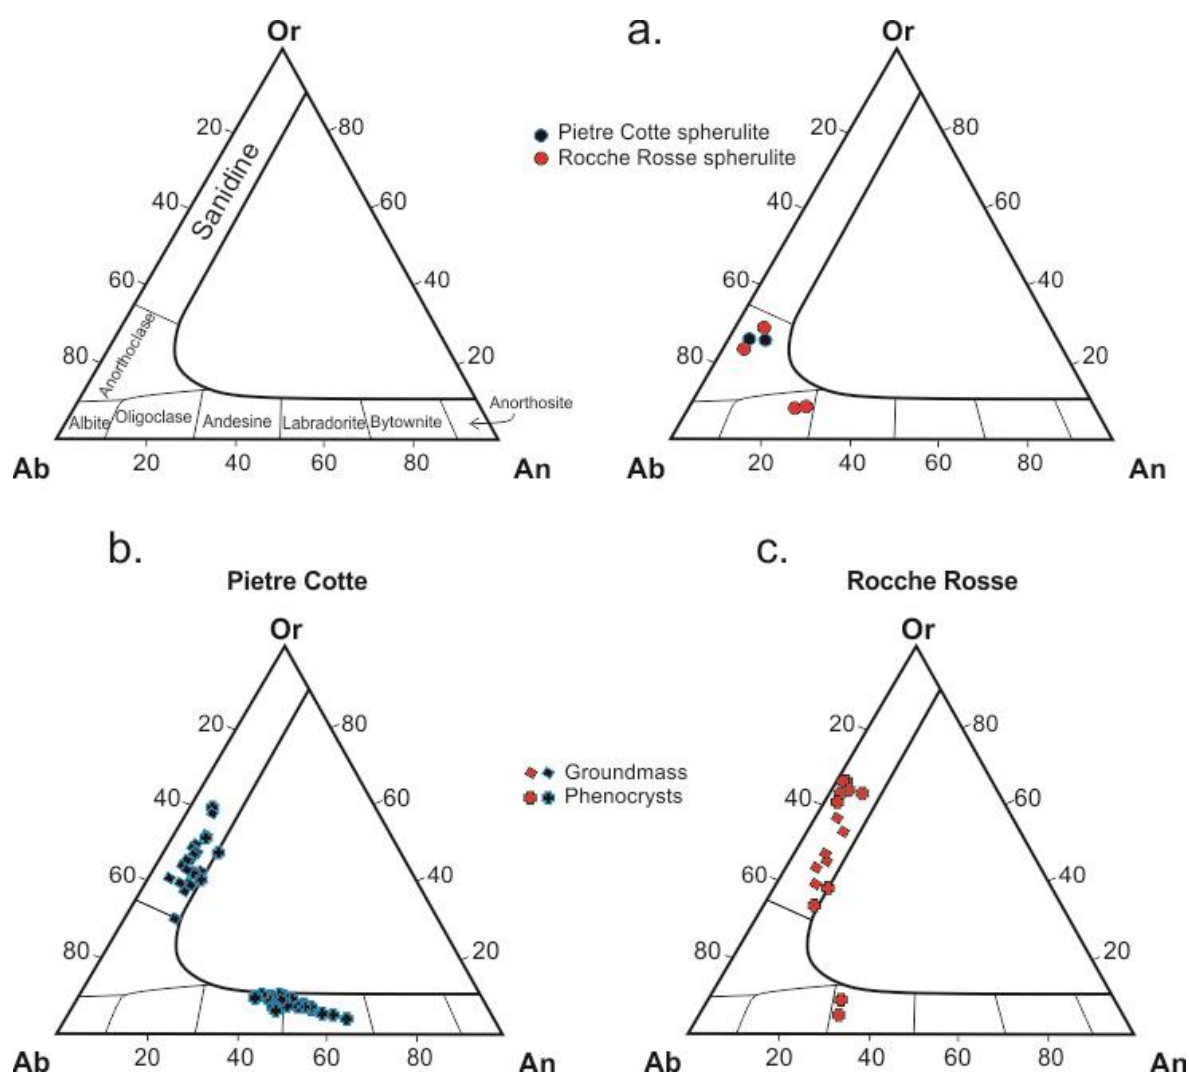 Or
20
80
Sanidine
40
60
60
40
Anorthoclase
80
20
Anorthosite
Albite
Oligoclase
Andesine
Labradorite
Bytownite
Ab
20
40
60
80
An
a.
Or
Pietre Cotte spherulite
Rocche Rosse spherulite
20
80
40
60
60
40
80
20
Ab
20
40
60
80
An
b.
Pietre Cotte
Or
20
80
40
60
60
40
80
20
Ab
20
40
60
80
An
Groundmass
Phenocrysts
c.
Rocche Rosse
Or
20
80
40
60
60
40
80
20
Ab
20
40
60
80
An